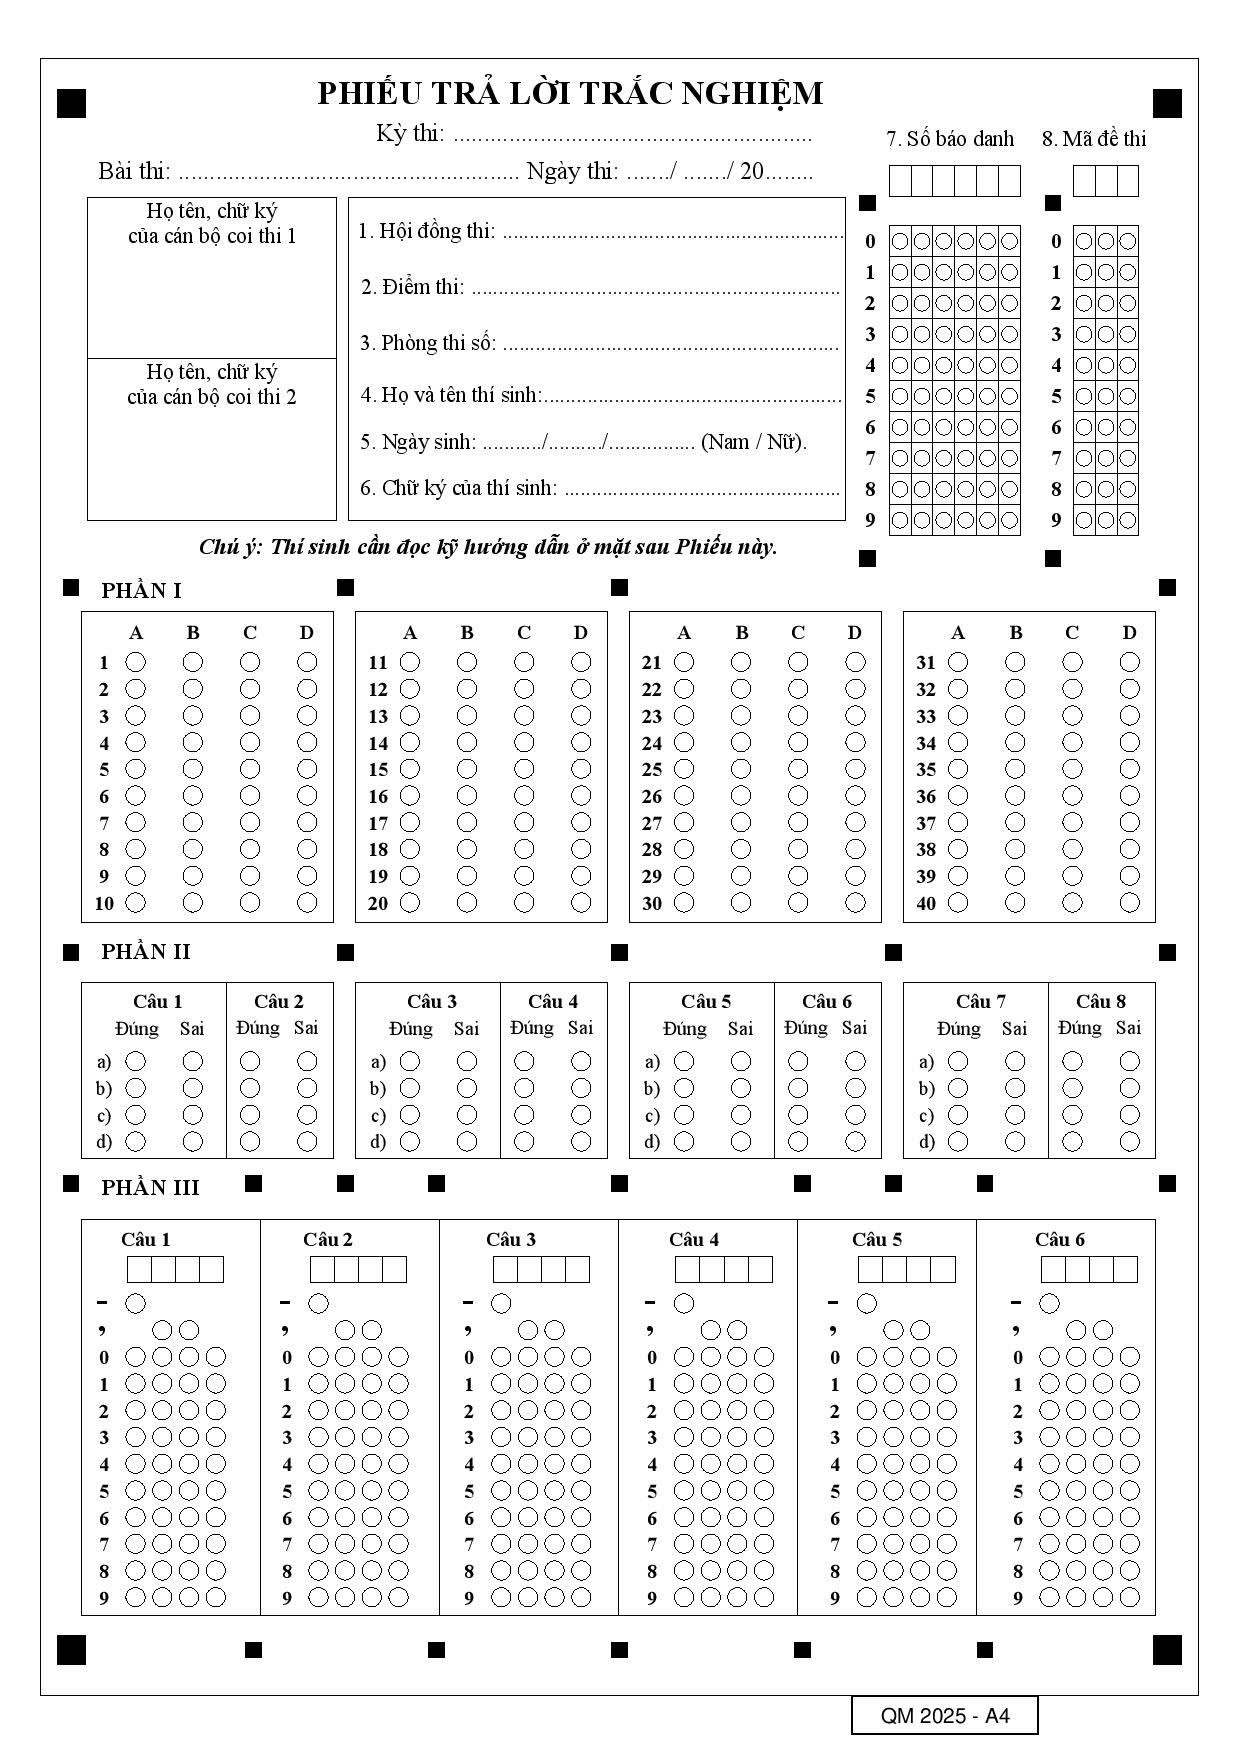 PHIẾU TRẢ LỜI TRẮC NGHIỆM
Kỳ thi: ..........................................................
Bài thi: ...................................................... Ngày thi: ......./ ......./ 20........
7. Số báo danh 8. Mã đề thi
Họ tên, chữ ký
của cán bộ coi thi 1
Họ tên, chữ ký
của cán bộ coi thi 2
1. Hội đồng thi: ...............................................................
2. Điểm thi: ....................................................................
3. Phòng thi số: ..............................................................
4. Họ và tên thí sinh:.......................................................
5. Ngày sinh: .........../........../................ (Nam / Nữ).
6. Chữ ký của thí sinh: ...................................................
0 0
1 1
2 2
3 3
4 4
5 5
6 6
7 7
8 8
9 9
Chú ý: Thí sinh cần đọc kỹ hướng dẫn ở mặt sau Phiếu này.
PHẦN I
A B C D A B C D A B C D A B C D
1 11 21 31
2 12 22 32
3 13 23 33
4 14 24 34
5 15 25 35
6 16 26 36
7 17 27 37
8 18 28 38
9 19 29 39
10 20 30 40
PHẦN II
Câu 1 Câu 2 Câu 3 Câu 4 Câu 5 Câu 6 Câu 7 Câu 8
Đúng Sai Đúng Sai Đúng Sai Đúng Sai Đúng Sai Đúng Sai Đúng Sai Đúng Sai
a) a) a) a)
b) b) b) b)
c) c) c) c)
d) d) d) d)
PHẦN III
Câu 1 Câu 2 Câu 3 Câu 4 Câu 5 Câu 6
- - - - - -
, , , , , ,
0 0 0 0 0 0
1 1 1 1 1 1
2 2 2 2 2 2
3 3 3 3 3 3
4 4 4 4 4 4
5 5 5 5 5 5
6 6 6 6 6 6
7 7 7 7 7 7
8 8 8 8 8 8
9 9 9 9 9 9
QM 2025 - A4